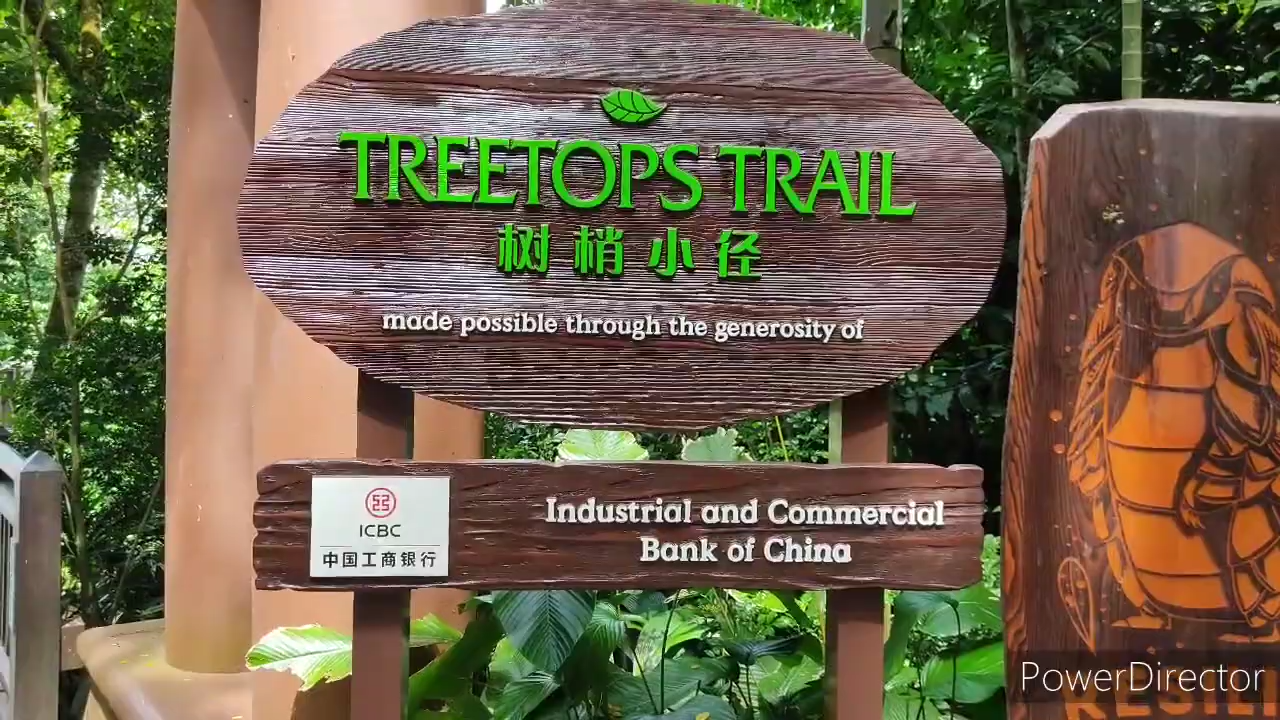 TREETOPS TRAIL
树梢小径
made possible through the generosity of
ICBC
中国工商银行
Industrial and Commercial
Bank of China
PowerDirector